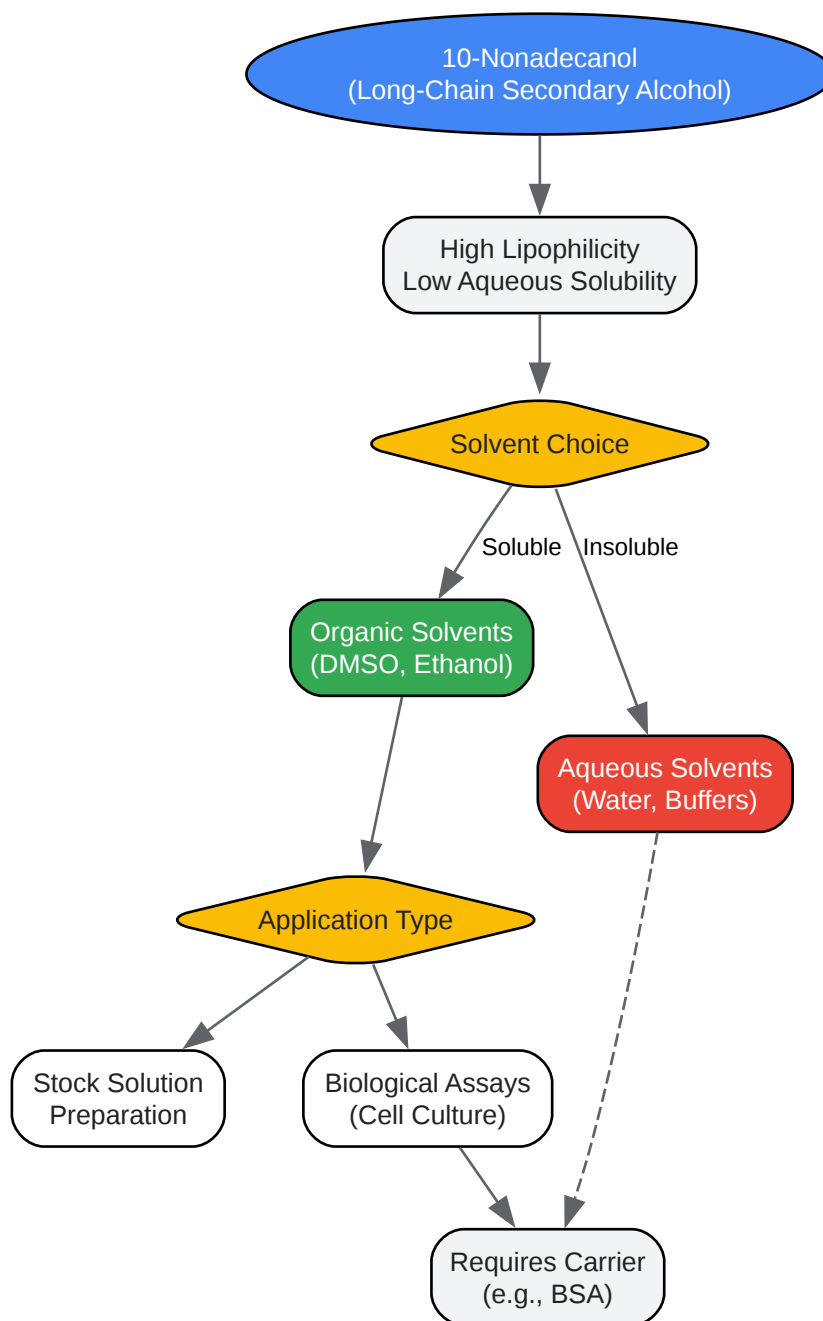 10-Nonadecanol
(Long-Chain Secondary Alcohol)
High Lipophilicity
Low Aqueous Solubility
Solvent Choice
Soluble
Insoluble
Organic Solvents
(DMSO, Ethanol)
Aqueous Solvents
(Water, Buffers)
Application Type
Stock Solution
Preparation
Biological Assays
(Cell Culture)
Requires Carrier
(e.g., BSA)